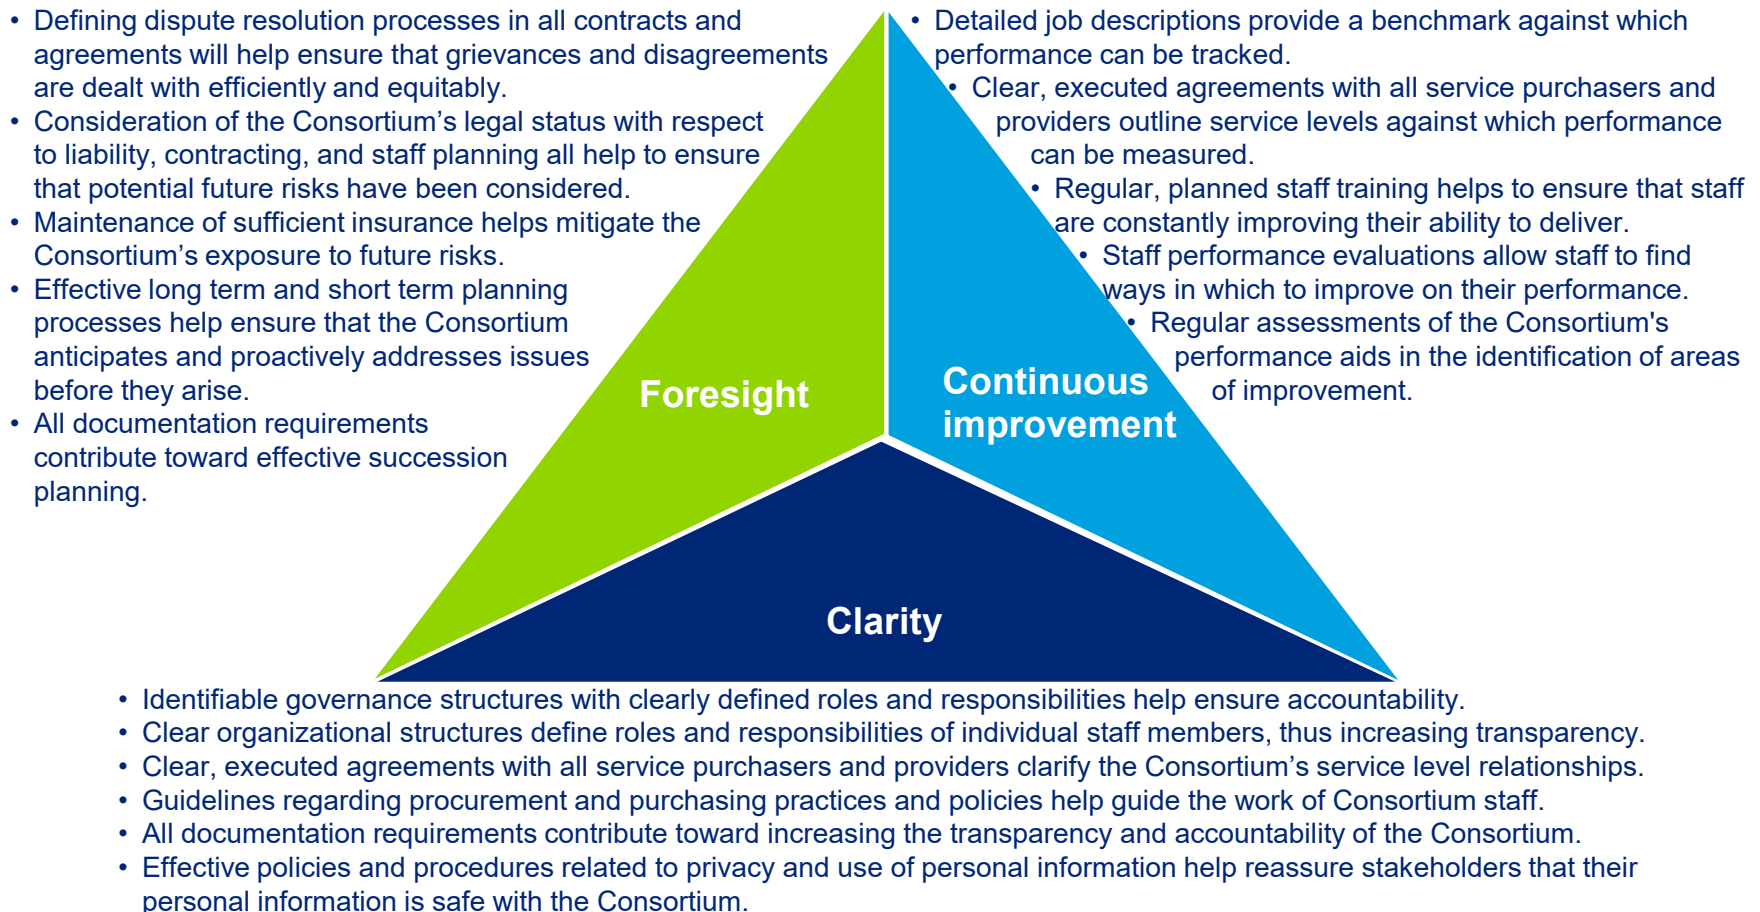 • Defining dispute resolution processes in all contracts and
agreements will help ensure that grievances and disagreements
are dealt with efficiently and equitably.
• Consideration of the Consortium’s legal status with respect
to liability, contracting, and staff planning all help to ensure
that potential future risks have been considered.
• Maintenance of sufficient insurance helps mitigate the
Consortium’s exposure to future risks.
• Effective long term and short term planning
processes help ensure that the Consortium
anticipates and proactively addresses issues
before they arise.
• All documentation requirements
contribute toward effective succession
planning.
• Detailed job descriptions provide a benchmark against which
performance can be tracked.
• Clear, executed agreements with all service purchasers and
providers outline service levels against which performance
can be measured.
• Regular, planned staff training helps to ensure that staff
are constantly improving their ability to deliver.
• Staff performance evaluations allow staff to find
ways in which to improve on their performance.
• Regular assessments of the Consortium's
performance aids in the identification of areas
of improvement.
Foresight
Continuous
improvement
Clarity
• Identifiable governance structures with clearly defined roles and responsibilities help ensure accountability.
• Clear organizational structures define roles and responsibilities of individual staff members, thus increasing transparency.
• Clear, executed agreements with all service purchasers and providers clarify the Consortium’s service level relationships.
• Guidelines regarding procurement and purchasing practices and policies help guide the work of Consortium staff.
• All documentation requirements contribute toward increasing the transparency and accountability of the Consortium.
• Effective policies and procedures related to privacy and use of personal information help reassure stakeholders that their
personal information is safe with the Consortium.